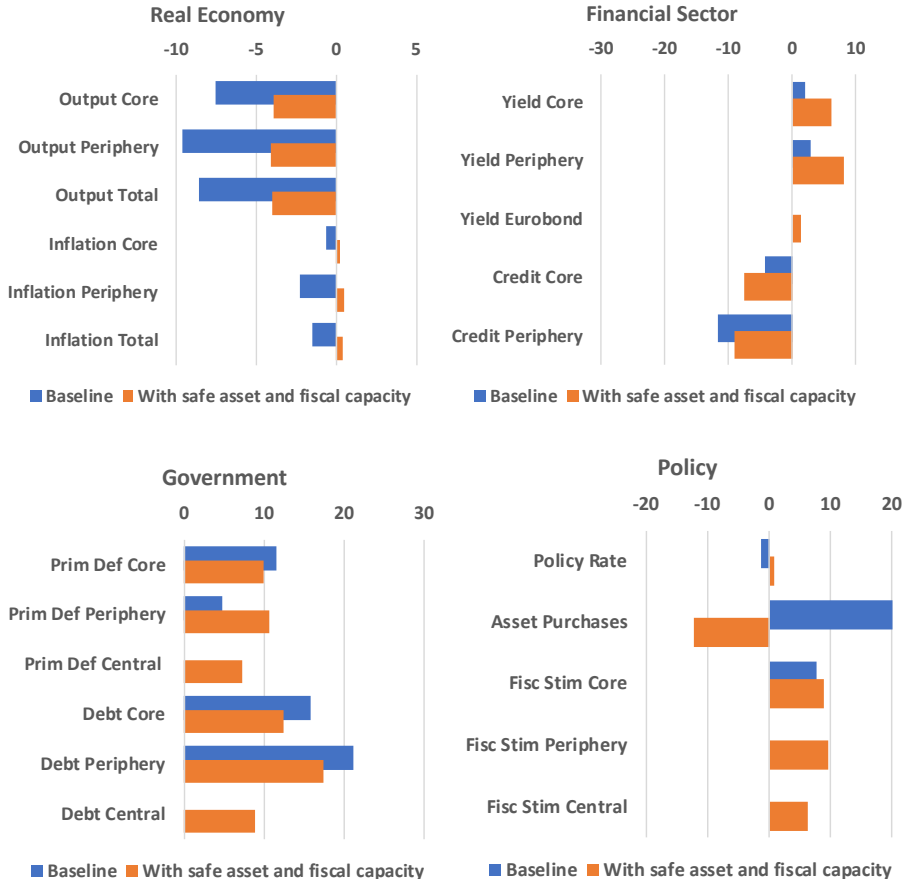 Real Economy
-10 -5 0 5
Output Core
Output Periphery
Output Total
Inflation Core
Inflation Periphery
Inflation Total
Baseline With safe asset and fiscal capacity
Financial Sector
-30 -20 -10 0 10
Yield Core
Yield Periphery
Yield Eurobond
Credit Core
Credit Periphery
Baseline With safe asset and fiscal capacity
Government
0 10 20 30
Prim Def Core
Prim Def Periphery
Prim Def Central
Debt Core
Debt Periphery
Debt Central
Baseline With safe asset and fiscal capacity
Policy
-20 -10 0 10 20
Policy Rate
Asset Purchases
Fisc Stim Core
Fisc Stim Periphery
Fisc Stim Central
Baseline With safe asset and fiscal capacity